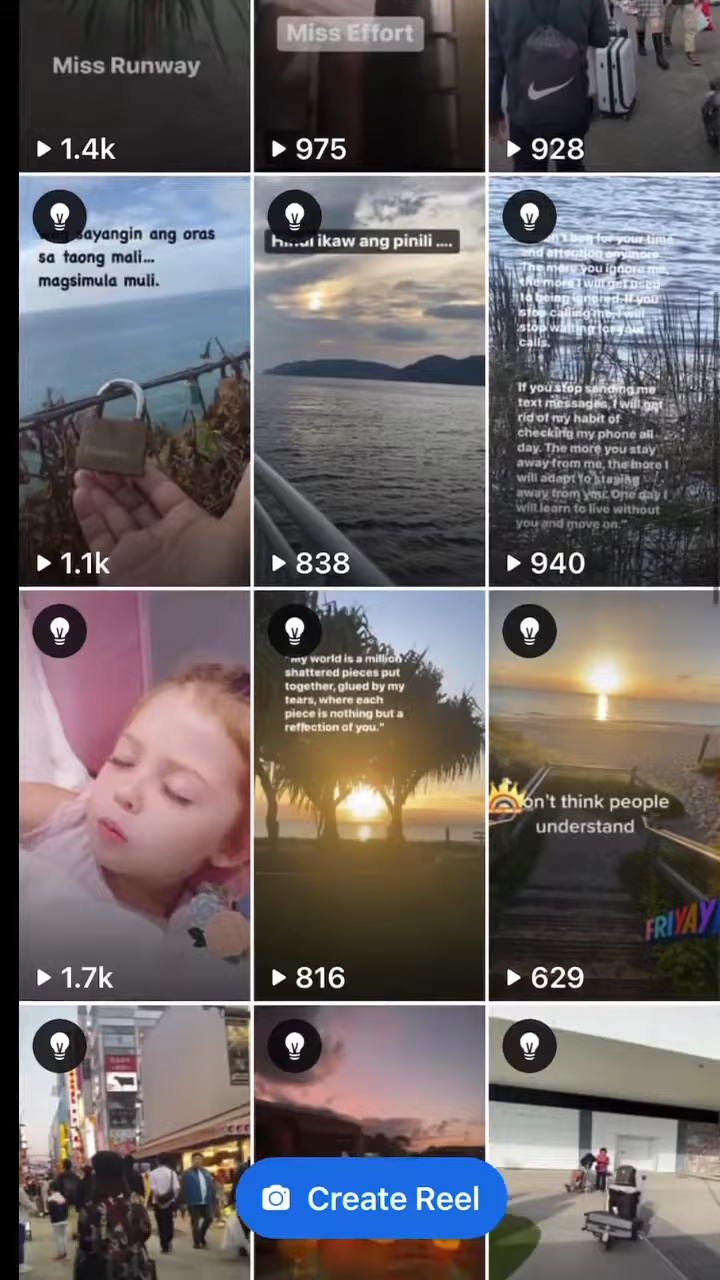 Miss Runway
Miss Effort
1.4k
975
928
sayangin ang oras
sa taong mali...
magsimula muli.
ikaw ang pinili ....
beg for your time
and attention anymore.
The more you ignore me,
the more I will get used
to being ignored. If you
stop calling me, I will
stop waiting for your
calls.
If you stop sending me
text messages, I will get
rid of my habit of
checking my phone all
day. The more you stay
away from me, the more I
will adapt to staying
away from you. One day I
will learn to live without
you and move on."
1.1k
838
940
"My world is a million
shattered pieces put
together, glued by my
tears, where each
piece is nothing but a
reflection of you."
on't think people
understand
FRIYAY
1.7k
816
629
Create Reel